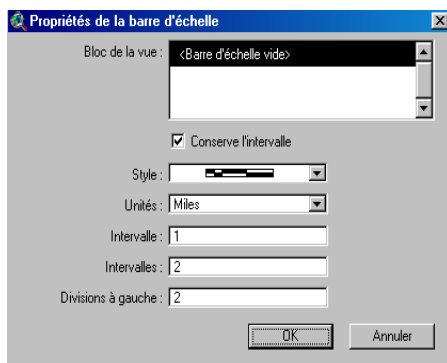 Propriétés de la barre d'échelle
Bloc de la vue :
<Barre d'échelle vide>
Conserve l'intervalle
Style :
Unités : Miles
Intervalle : 1
Intervalles : 2
Divisions à gauche : 2
OK Annuler